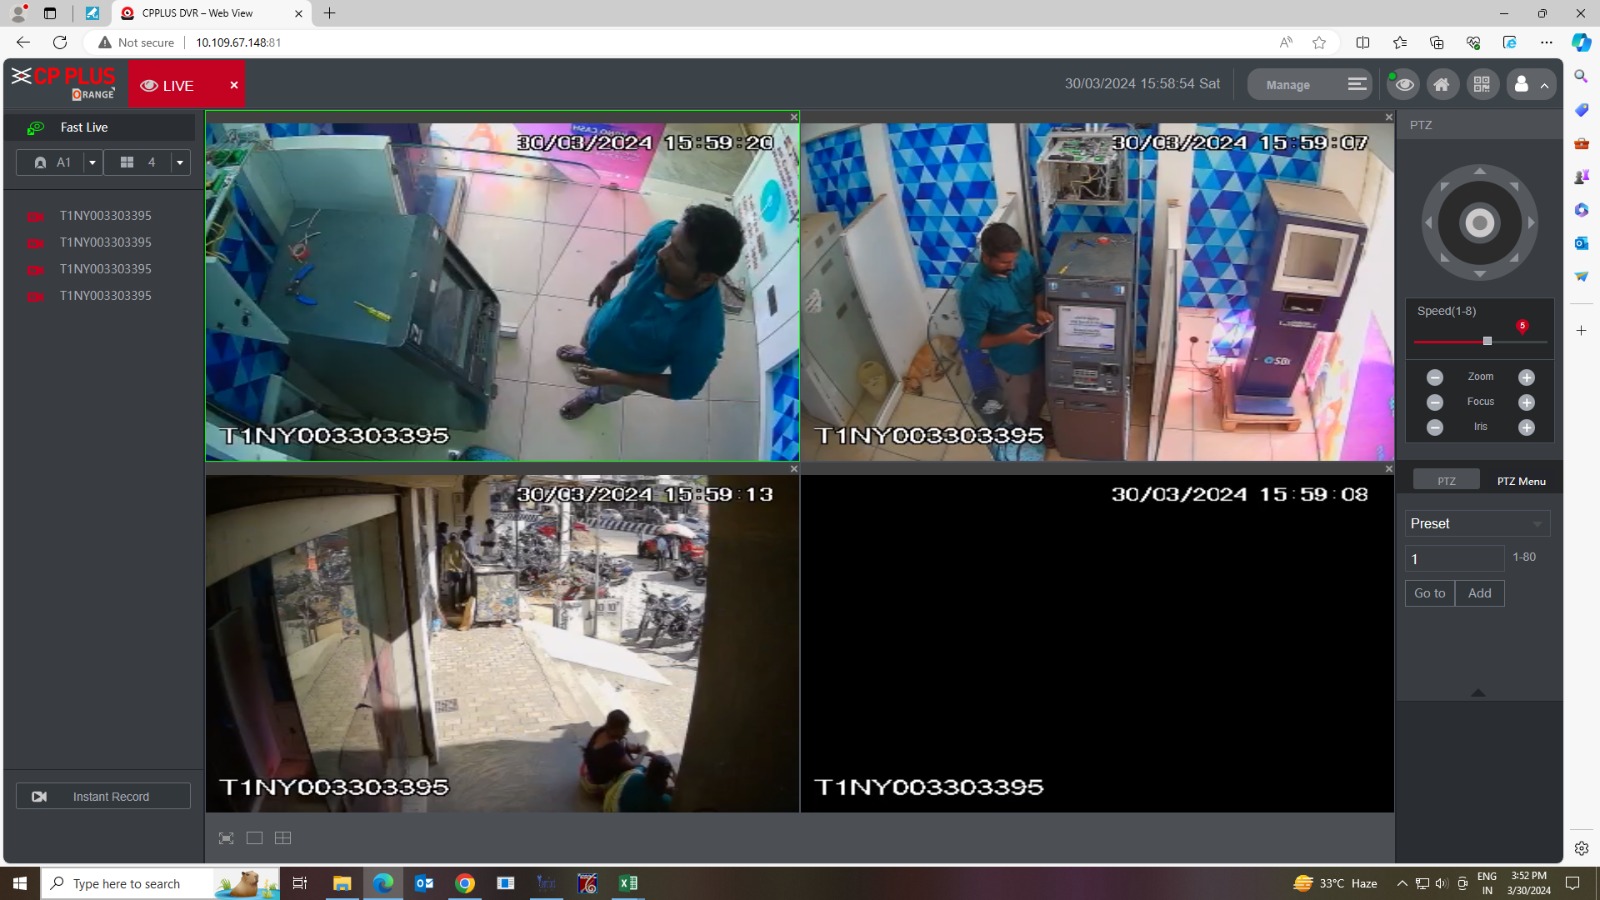 CPPLUS DVR – Web View
Not secure
10.109.67.148:81
CP PLUS
ORANGE
LIVE
30/03/2024 15:58:54 Sat
Manage
Fast Live
A1
4
T1NY003303395
T1NY003303395
T1NY003303395
T1NY003303395
Instant Record
30/03/2024 15:59:20
T1NY003303395
30/03/2024 15:59:07
SBI
T1NY003303395
30/03/2024 15:59:13
T1NY003303395
30/03/2024 15:59:08
T1NY003303395
PTZ
Speed(1-8)
5
Zoom
Focus
Iris
PTZ
PTZ Menu
Preset
1
1-80
Go to
Add
Type here to search
33°C Haze
ENG
IN
3:52 PM
3/30/2024